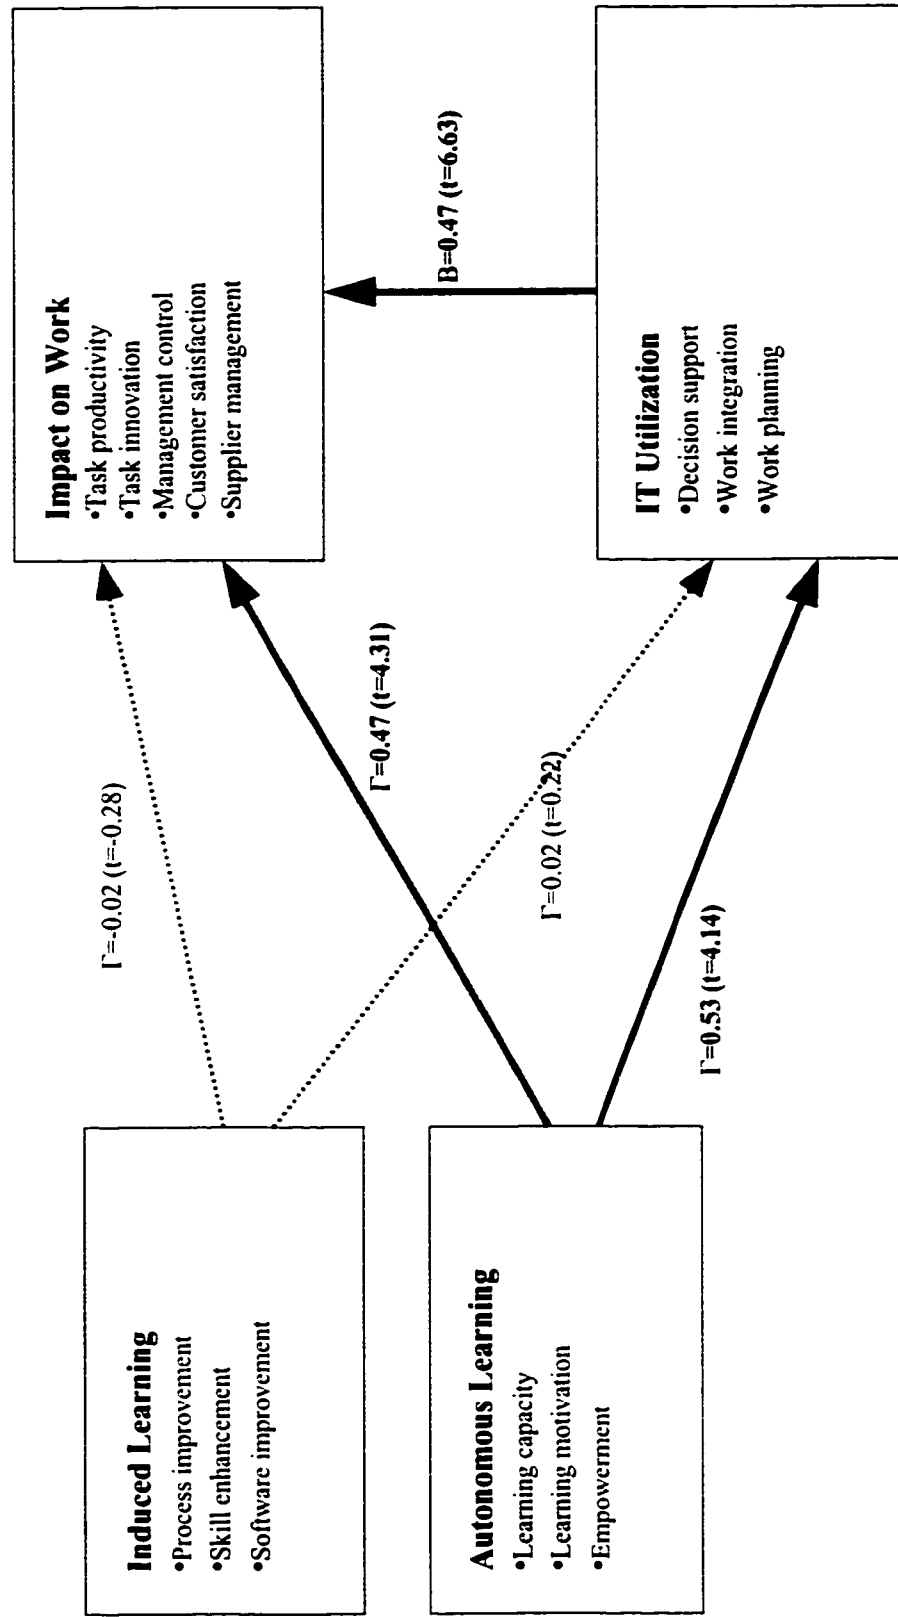 Induced Learning
•Process improvement
•Skill enhancement
•Software improvement
Autonomous Learning
•Learning capacity
•Learning motivation
•Empowerment
Γ=-0.02 (t=-0.28)
Γ=0.47 (t=4.31)
Γ=0.02 (t=0.22)
Γ=0.53 (t=4.14)
Impact on Work
•Task productivity
•Task innovation
•Management control
•Customer satisfaction
•Supplier management
B=0.47 (t=6.63)
IT Utilization
•Decision support
•Work integration
•Work planning